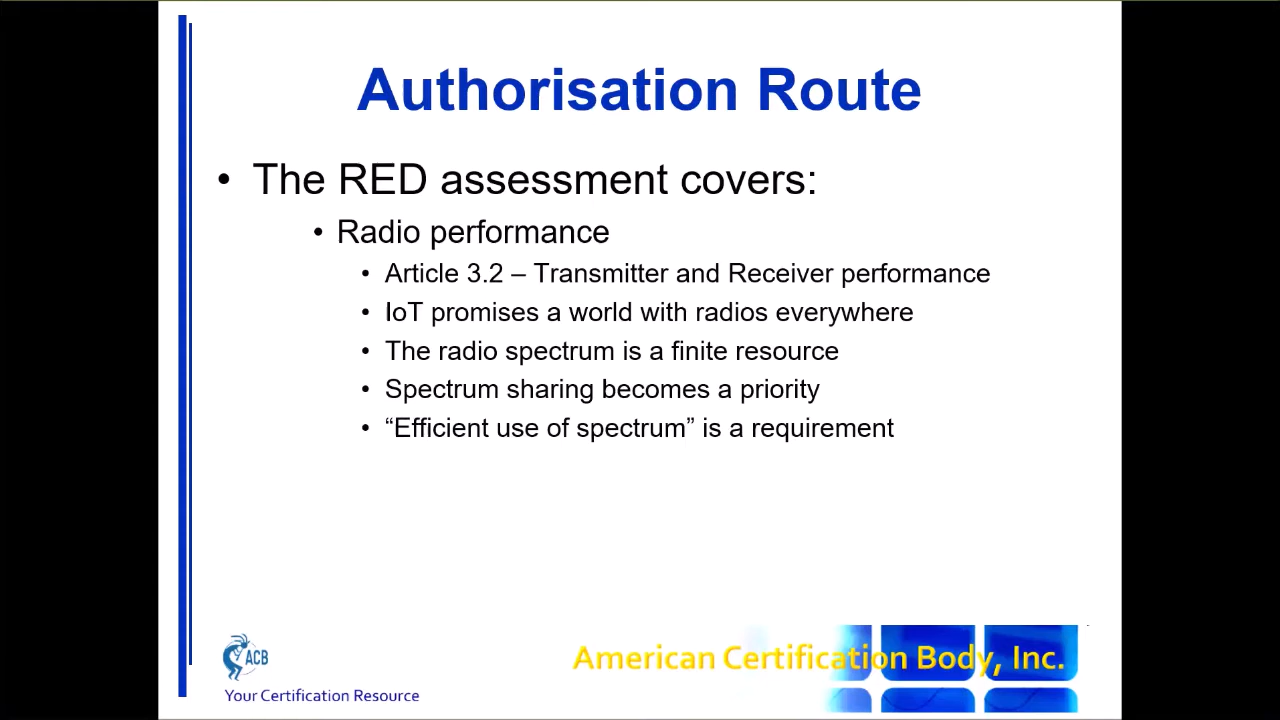 Authorisation Route
• The RED assessment covers:
• Radio performance
• Article 3.2 – Transmitter and Receiver performance
• IoT promises a world with radios everywhere
• The radio spectrum is a finite resource
• Spectrum sharing becomes a priority
• “Efficient use of spectrum” is a requirement
ACB
American Certification Body, Inc.
Your Certification Resource